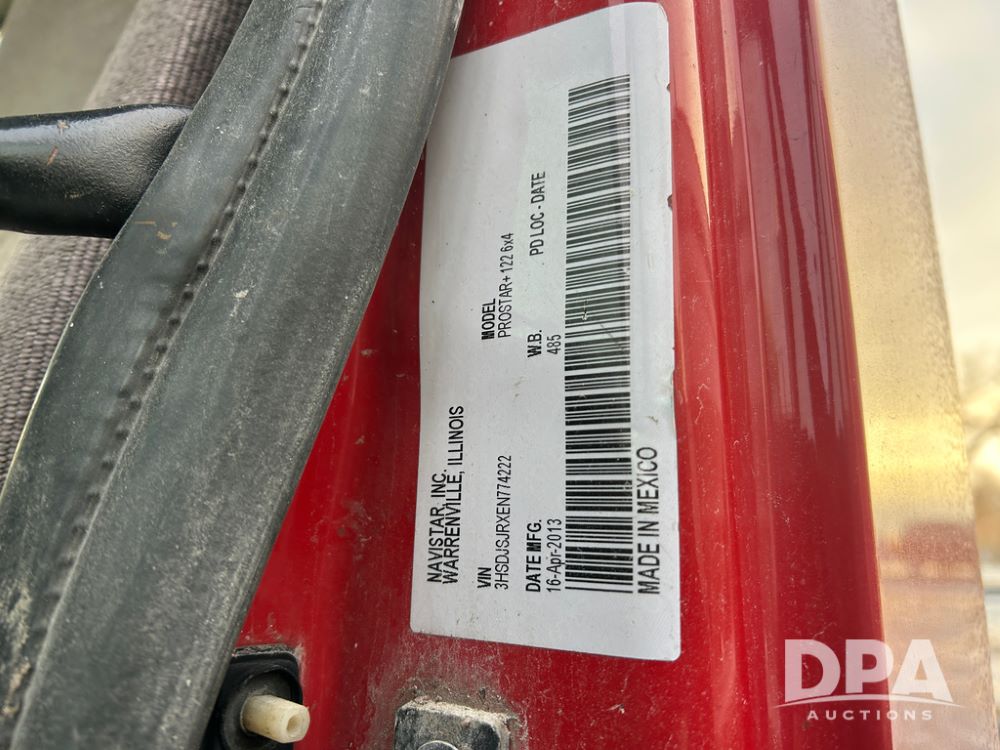 NAVISTAR, INC.
WARRENVILLE, ILLINOIS
VIN
3HSDJSJRXEN774222
MODEL
PROSTAR+ 122 6x4
DATE MFG.
16-Apr-2013
W.B.
485
PD LOC - DATE
MADE IN MEXICO
DPA
AUCTIONS